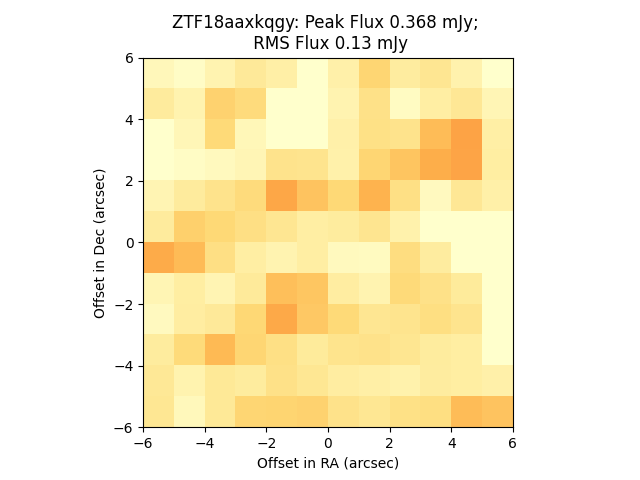 ZTF18aaxkqgy: Peak Flux 0.368 mJy;
RMS Flux 0.13 mJy
6
4
2
0
−2
−4
−6
Offset in Dec (arcsec)
−6 −4 −2 0 2 4 6
Offset in RA (arcsec)